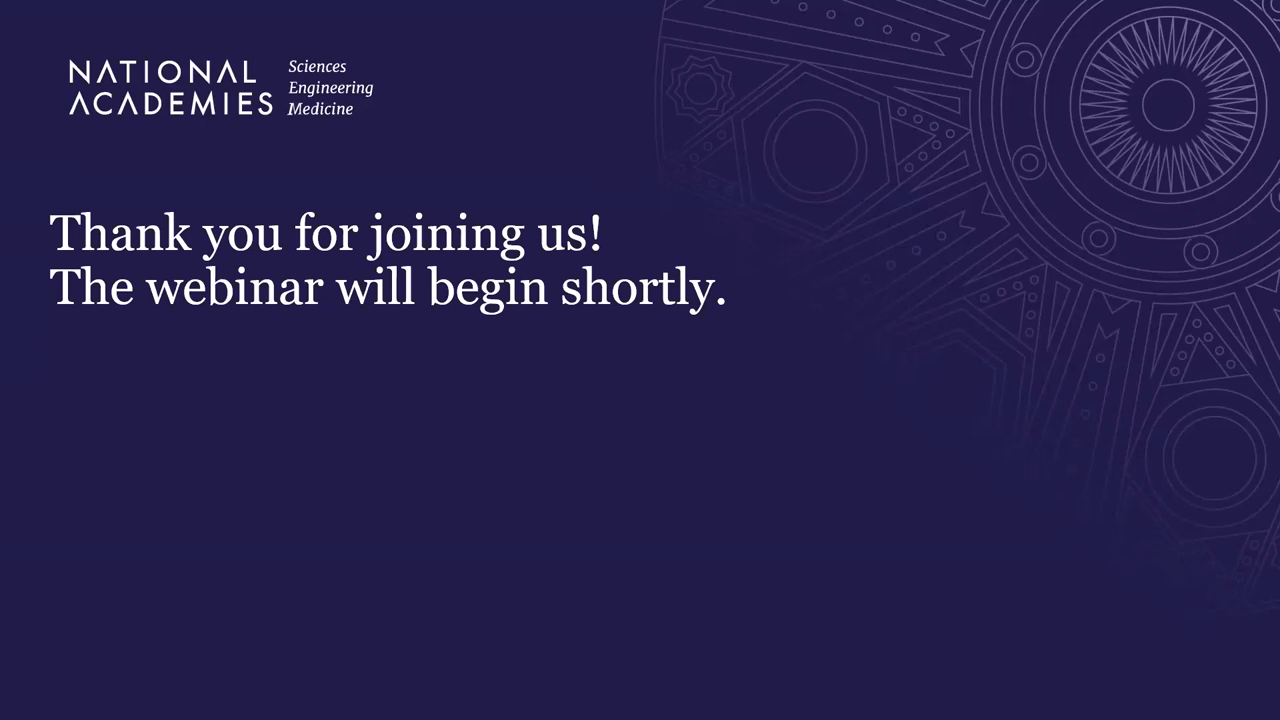 NATIONAL
ACADEMIES
Sciences
Engineering
Medicine
Thank you for joining us!
The webinar will begin shortly.